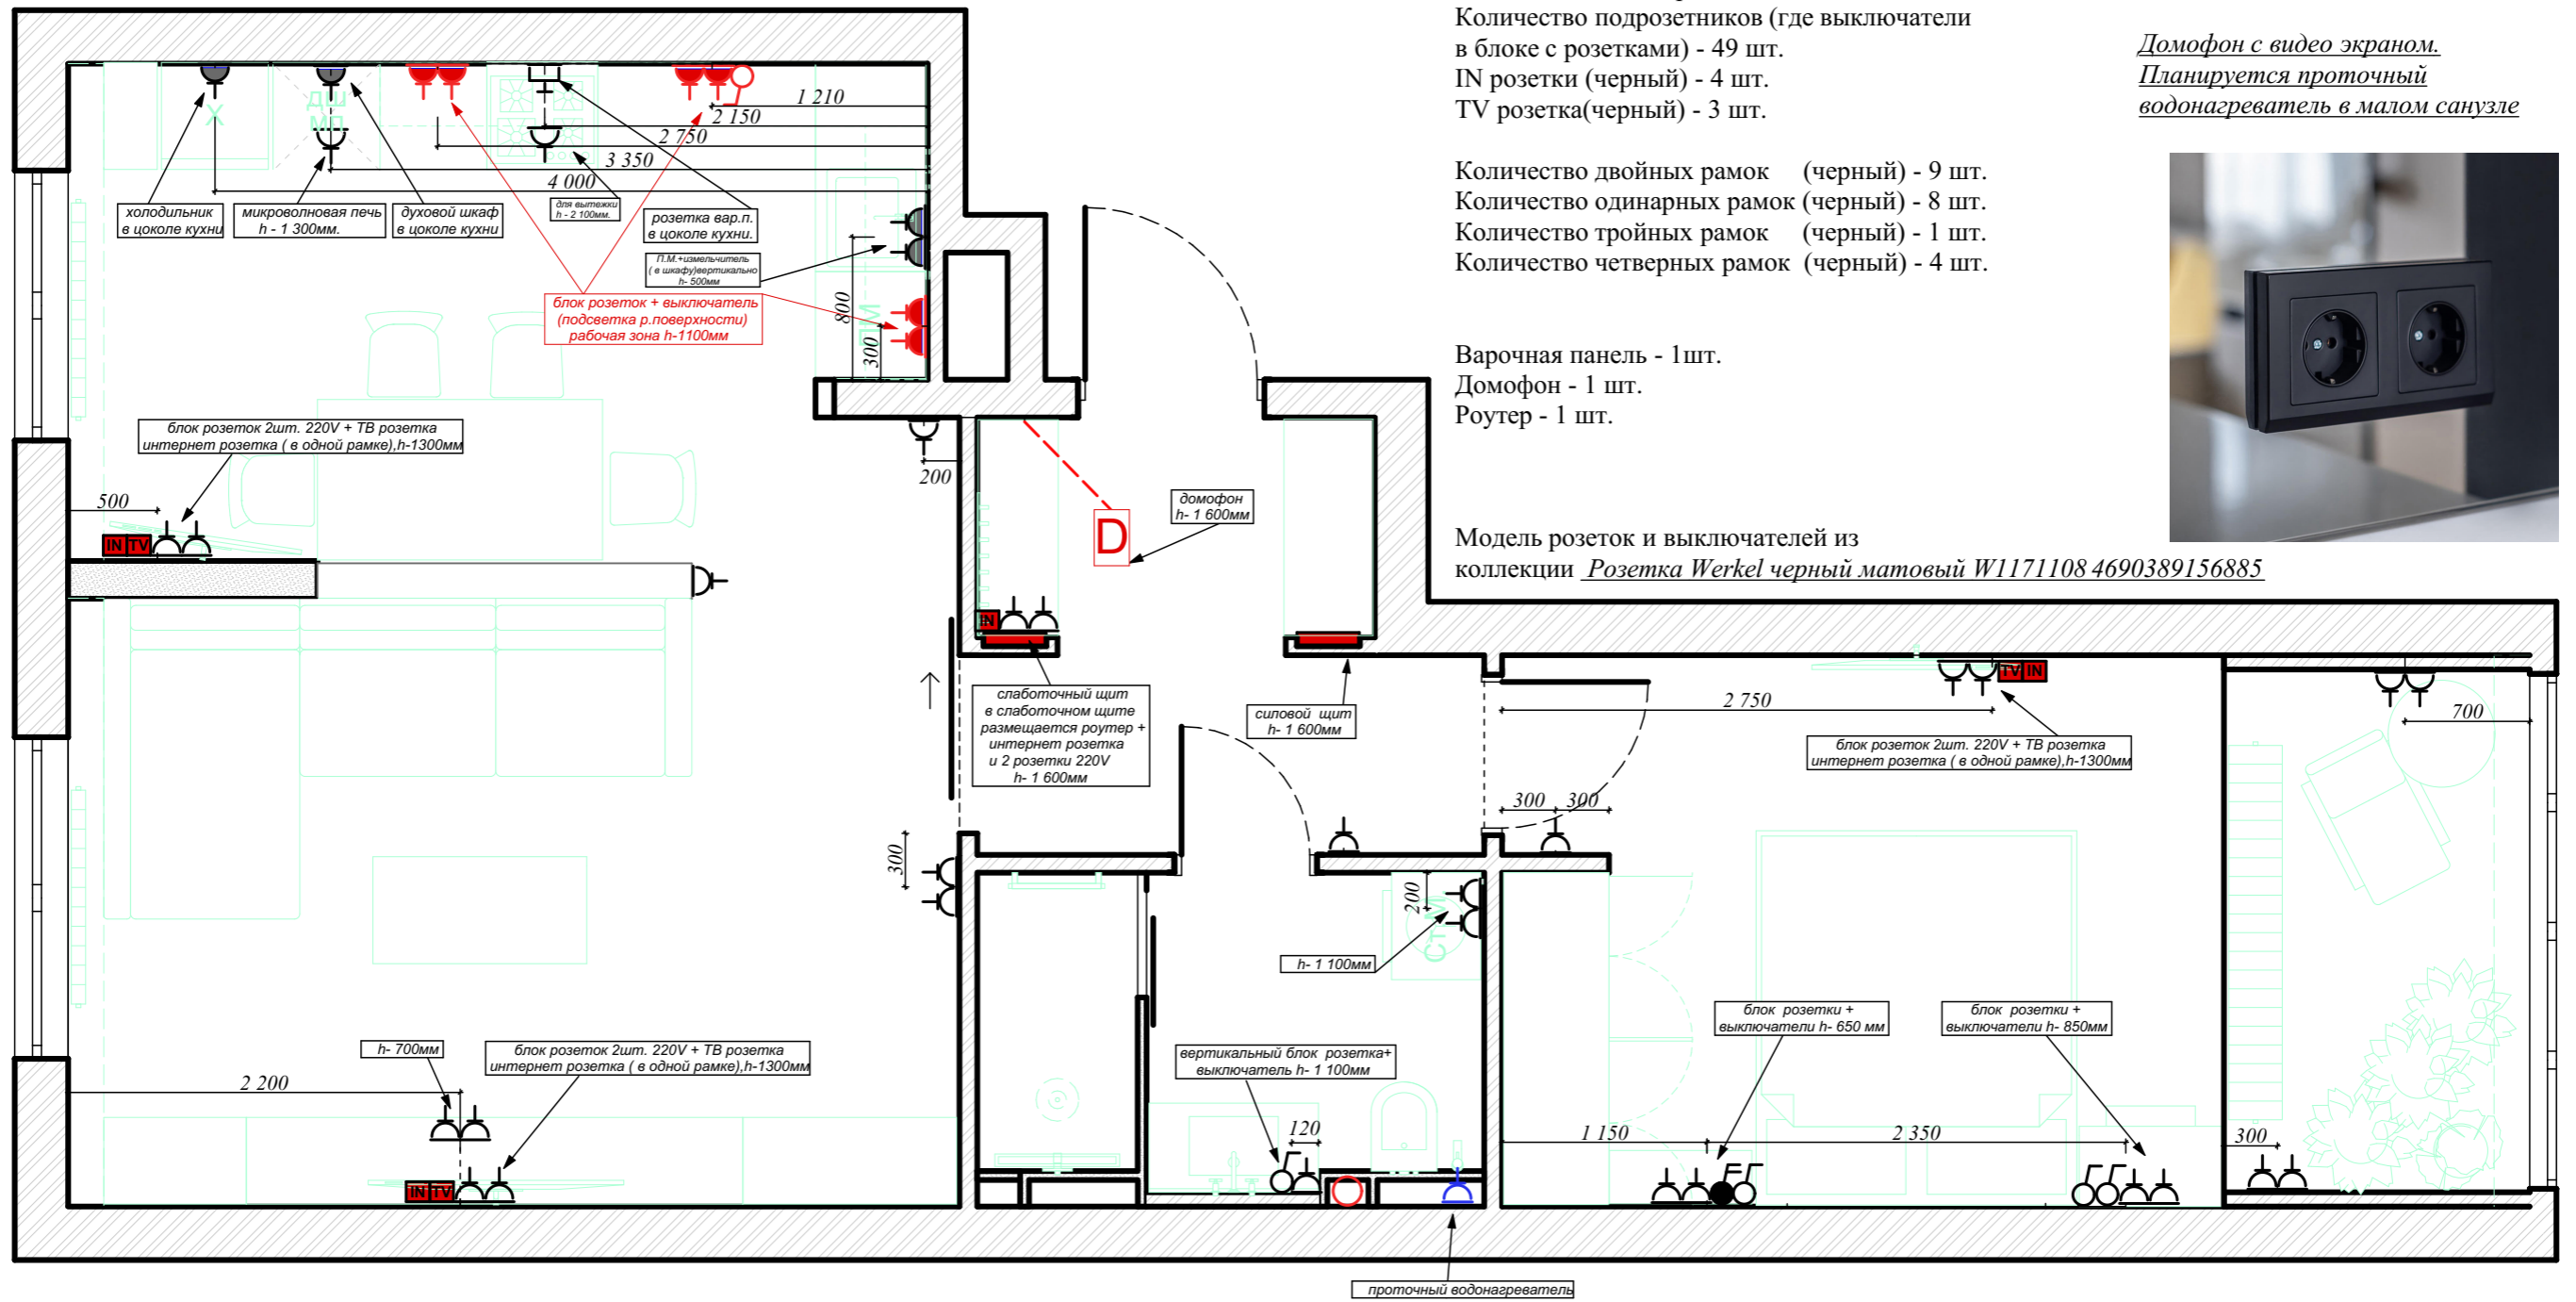 Количество подрозетников (где выключатели
в блоке с розетками) - 49 шт.
IN розетки (черный) - 4 шт.
TV розетка(черный) - 3 шт.
Количество двойных рамок (черный) - 9 шт.
Количество одинарных рамок (черный) - 8 шт.
Количество тройных рамок (черный) - 1 шт.
Количество четверных рамок (черный) - 4 шт.
Варочная панель - 1шт.
Домофон - 1 шт.
Роутер - 1 шт.
Модель розеток и выключателей из
коллекции Розетка Werkel черный матовый W1171108 4690389156885
Домофон с видео экраном.
Планируется проточный
водонагреватель в малом санузле
Х
ДШ
МП
1 210
2 150
2 750
3 350
4 000
холодильник
в цоколе кухни
микроволновая печь
h - 1 300мм.
духовой шкаф
в цоколе кухни
для вытежки
h - 2 100мм.
розетка вар.п.
в цоколе кухни.
П.М.+измельчитель
( в шкафу)вертикально
h- 500мм
блок розеток + выключатель
(подсветка р.поверхности)
рабочая зона h-1100мм
800
300
ПМ
блок розеток 2шт. 220V + ТВ розетка
интернет розетка ( в одной рамке),h-1300мм
500
IN TV
200
домофон
h- 1 600мм
D
IN
слаботочный щит
в слаботочном щите
размещается роутер +
интернет розетка
и 2 розетки 220V
h- 1 600мм
силовой щит
h- 1 600мм
2 750
TV IN
блок розеток 2шт. 220V + ТВ розетка
интернет розетка ( в одной рамке),h-1300мм
700
300 300
300
200
СТ.М
h- 1 100мм
h- 700мм
блок розеток 2шт. 220V + ТВ розетка
интернет розетка ( в одной рамке),h-1300мм
2 200
IN TV
вертикальный блок розетка+
выключатель h- 1 100мм
120
блок розетки +
выключатели h- 650 мм
блок розетки +
выключатели h- 850мм
1 150
2 350
300
проточный водонагреватель